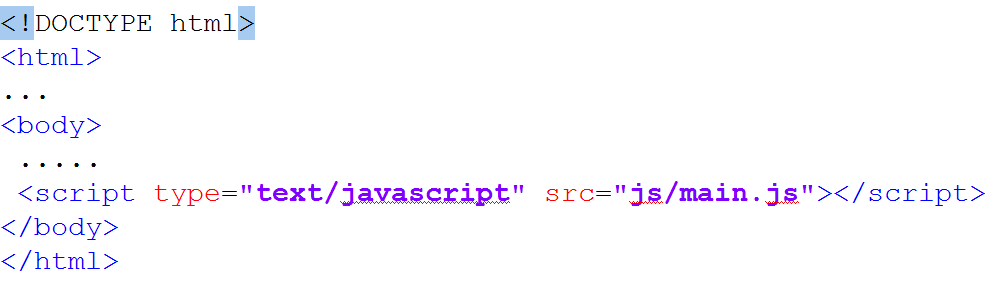 <!DOCTYPE html>
<html>
...
<body>
.....
<script type="text/javascript" src="js/main.js"></script>
</body>
</html>